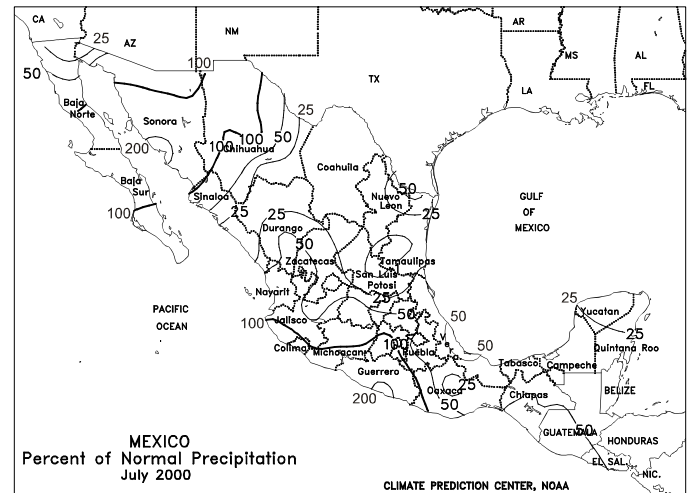 CA
AZ
NM
AR
MS
AL
TX
LA
FL
25
100
50
Baja
Norte
Sonora
200
100
100
Chihuahua
50
25
Coahuila
Baja
Sur
100
Sinaloa
25
Nuevo
Leon
50
25
GULF
OF
MEXICO
25
Durango
50
Zacatecas
Tamaulipas
San Luis
Potosi
25
Nayarit
PACIFIC
OCEAN
100
Jalisco
50
50
50
25
Yucatan
25
Quintana Roo
Colima
Michoacan
100
Puebla
Tabasco
Campeche
Guerrero
200
Oaxaca
25
50
Chiapas
BELIZE
GUATEMALA
50
HONDURAS
EL SAL.
NIC.
MEXICO
Percent of Normal Precipitation
July 2000
CLIMATE PREDICTION CENTER, NOAA